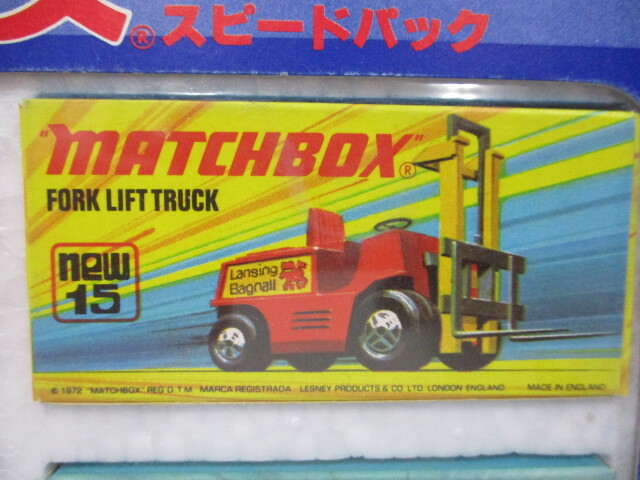 ス®スピードパック
"MATCHBOX"®
FORK LIFT TRUCK
new
15
Lansing
Bagnall
© 1972 "MATCHBOX" REG'D T.M. MARCA REGISTRADA LESNEY PRODUCTS & CO. LTD. LONDON ENGLAND MADE IN ENGLAND